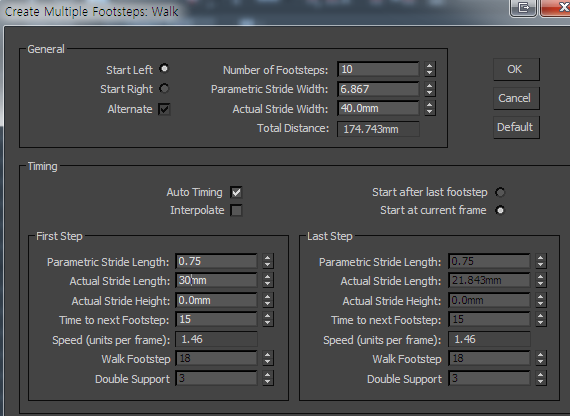 Create Multiple Footsteps: Walk
General
Start Left
Number of Footsteps: 10
OK
Start Right
Parametric Stride Width: 6.867
Cancel
Alternate
Actual Stride Width: 40.0mm
Total Distance: 174.743mm
Default
Timing
Auto Timing
Start after last footstep
Interpolate
Start at current frame
First Step
Last Step
Parametric Stride Length: 0.75
Parametric Stride Length: 0.75
Actual Stride Length: 30mm
Actual Stride Length: 21.843mm
Actual Stride Height: 0.0mm
Actual Stride Height: 0.0mm
Time to next Footstep: 15
Time to next Footstep: 15
Speed (units per frame): 1.46
Speed (units per frame): 1.46
Walk Footstep 18
Walk Footstep 18
Double Support 3
Double Support 3